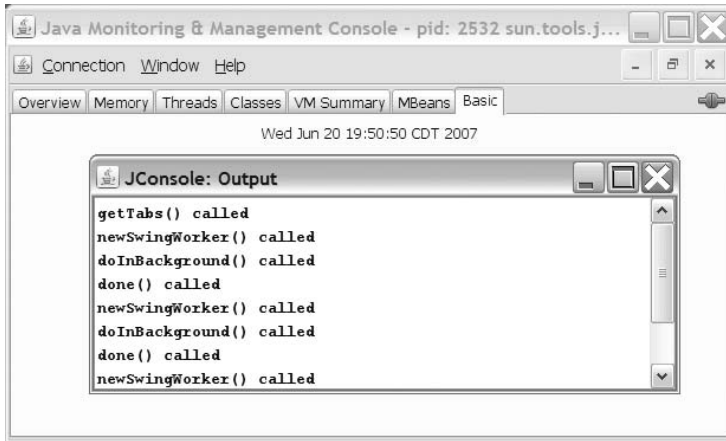 Java Monitoring & Management Console - pid: 2532 sun.tools.j...
Connection Window Help
Overview Memory Threads Classes VM Summary MBeans Basic
Wed Jun 20 19:50:50 CDT 2007
JConsole: Output
getTabs() called
newSwingWorker() called
doInBackground() called
done() called
newSwingWorker() called
doInBackground() called
done() called
newSwingWorker() called